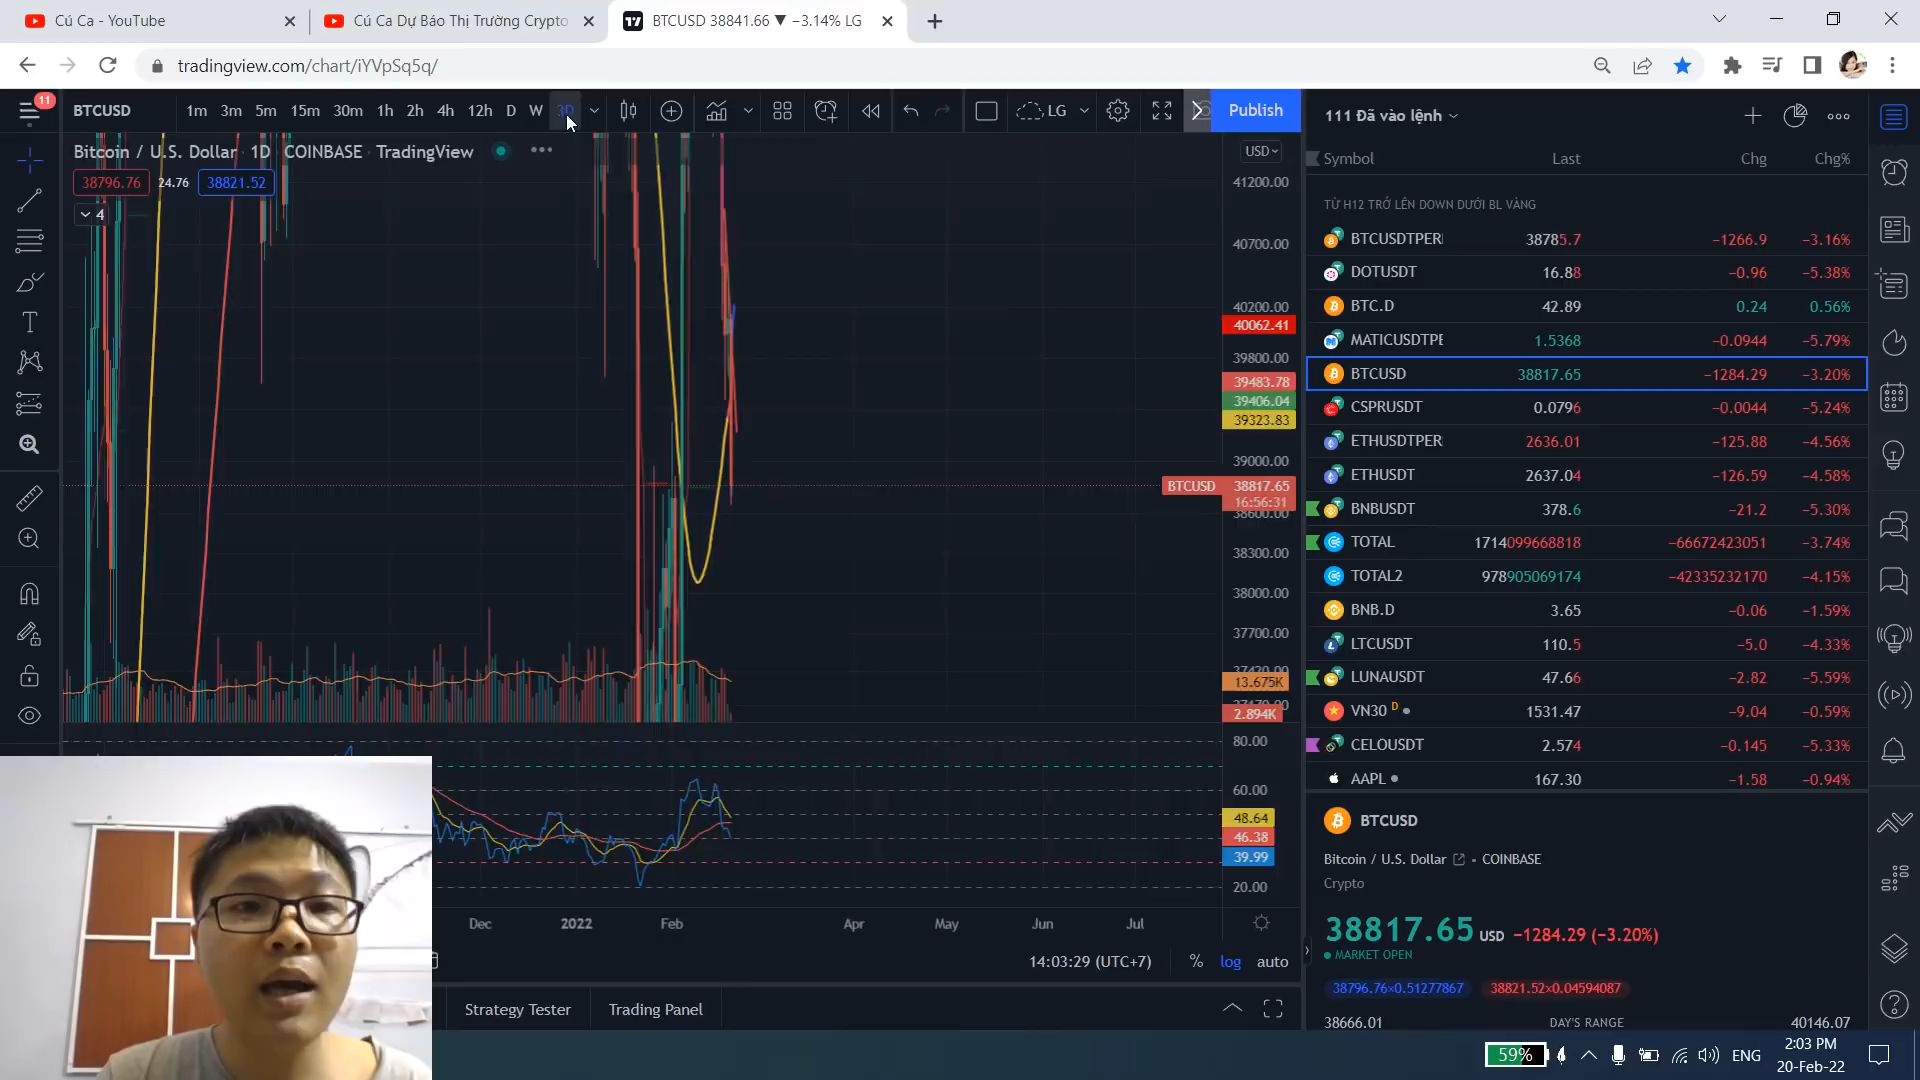 Cú Ca - YouTube
Cú Ca Dự Báo Thị Trường Crypto
BTCUSD 38841.66 ▼ −3.14% LG
tradingview.com/chart/iYVpSq5q/
11
BTCUSD 1m 3m 5m 15m 30m 1h 2h 4h 12h D W 3D LG Publish
Bitcoin / U.S. Dollar · 1D · COINBASE · TradingView
38796.76 24.76 38821.52
4
USD
41200.00
40700.00
40200.00
40062.41
39800.00
39483.78
39406.04
39323.83
39000.00
BTCUSD 38817.65
16:56:31
38600.00
38300.00
38000.00
37700.00
13.675K
2.894K
80.00
60.00
48.64
46.38
39.99
20.00
Dec 2022 Feb Apr May Jun Jul
14:03:29 (UTC+7) % log auto
Strategy Tester Trading Panel
111 Đã vào lệnh
Symbol Last Chg Chg%
TỪ H12 TRỞ LÊN DOWN DƯỚI BL VÀNG
BTCUSDTPER 38785.7 −1266.9 −3.16%
DOTUSDT 16.88 −0.96 −5.38%
BTC.D 42.89 0.24 0.56%
MATICUSDTPE 1.5368 −0.0944 −5.79%
BTCUSD 38817.65 −1284.29 −3.20%
CSPRUSDT 0.0796 −0.0044 −5.24%
ETHUSDTPER 2636.01 −125.88 −4.56%
ETHUSDT 2637.04 −126.59 −4.58%
BNBUSDT 378.6 −21.2 −5.30%
TOTAL 1714099668818 −66672423051 −3.74%
TOTAL2 978905069174 −42335232170 −4.15%
BNB.D 3.65 −0.06 −1.59%
LTCUSDT 110.5 −5.0 −4.33%
LUNAUSDT 47.66 −2.82 −5.59%
VN30 D 1531.47 −9.04 −0.59%
CELOUSDT 2.574 −0.145 −5.33%
AAPL 167.30 −1.58 −0.94%
BTCUSD
Bitcoin / U.S. Dollar • COINBASE
Crypto
38817.65 USD −1284.29 (−3.20%)
MARKET OPEN
38796.76×0.51277867 38821.52×0.04594087
38666.01 DAY'S RANGE 40146.07
59% ENG
2:03 PM
20-Feb-22